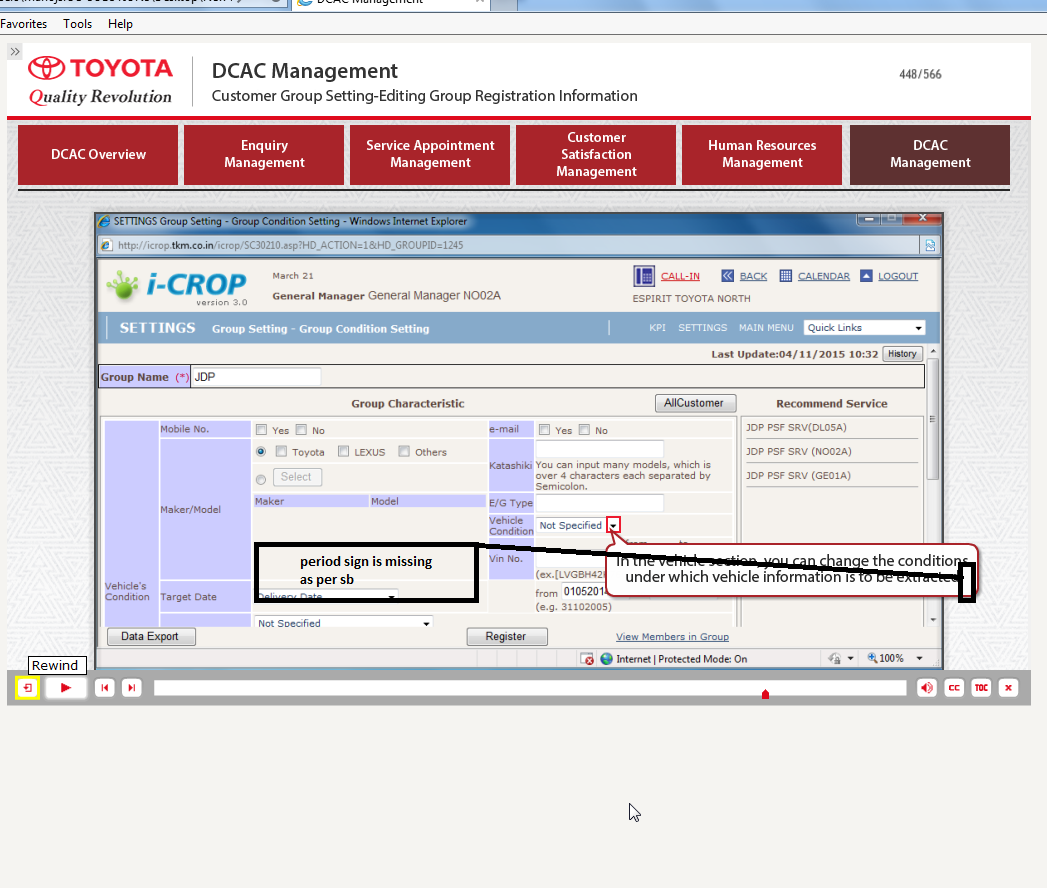 DCAC Management
Favorites Tools Help
TOYOTA
Quality Revolution
DCAC Management
Customer Group Setting-Editing Group Registration Information
448/566
DCAC Overview
Enquiry
Management
Service Appointment
Management
Customer
Satisfaction
Management
Human Resources
Management
DCAC
Management
SETTINGS Group Setting - Group Condition Setting - Windows Internet Explorer
http://icrop.tkm.co.in/icrop/SC30210.asp?HD_ACTION=1&HD_GROUPID=1245
i-CROP
version 3.0
March 21
General Manager General Manager NO02A
CALL-IN BACK CALENDAR LOGOUT
ESPIRIT TOYOTA NORTH
SETTINGS Group Setting - Group Condition Setting
KPI SETTINGS MAIN MENU Quick Links
Last Update:04/11/2015 10:32 History
Group Name (*) JDP
Group Characteristic AllCustomer Recommend Service
Mobile No. Yes No e-mail Yes No
JDP PSF SRV(DL05A)
Toyota LEXUS Others
JDP PSF SRV (NO02A)
Katashiki You can input many models, which is
over 4 characters each separated by
Semicolon.
Select
JDP PSF SRV (GE01A)
Maker Model
E/G Type
Maker/Model
Vehicle
Condition
Not Specified
Vin No.
period sign is missing
as per sb
In the vehicle section, you can change the conditions
under which vehicle information is to be extracted
(ex.[LVGBH42
Vehicle's
Condition
Target Date
Delivery Date
from 0105201
(e.g. 31102005)
Not Specified
Data Export Register View Members in Group
Internet | Protected Mode: On 100%
Rewind
CC TOC